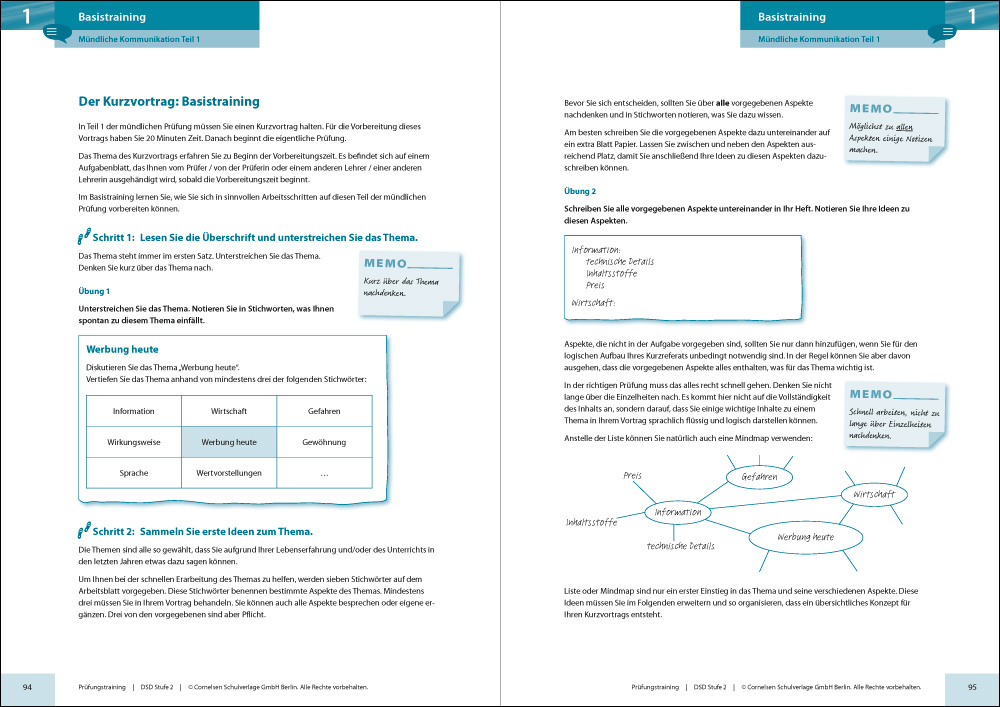 1
Basistraining
Mündliche Kommunikation Teil 1
Der Kurzvortrag: Basistraining
In Teil 1 der mündlichen Prüfung müssen Sie einen Kurzvortrag halten. Für die Vorbereitung dieses
Vortrags haben Sie 20 Minuten Zeit. Danach beginnt die eigentliche Prüfung.
Das Thema des Kurzvortrags erfahren Sie zu Beginn der Vorbereitungszeit. Es befindet sich auf einem
Aufgabenblatt, das Ihnen vom Prüfer / von der Prüferin oder einem anderen Lehrer / einer anderen
Lehrerin ausgehändigt wird, sobald die Vorbereitungszeit beginnt.
Im Basistraining lernen Sie, wie Sie sich in sinnvollen Arbeitsschritten auf diesen Teil der mündlichen
Prüfung vorbereiten können.
Schritt 1: Lesen Sie die Überschrift und unterstreichen Sie das Thema.
Das Thema steht immer im ersten Satz. Unterstreichen Sie das Thema.
Denken Sie kurz über das Thema nach.
MEMO
Kurz über das Thema
nachdenken.
Übung 1
Unterstreichen Sie das Thema. Notieren Sie in Stichworten, was Ihnen
spontan zu diesem Thema einfällt.
Werbung heute
Diskutieren Sie das Thema „Werbung heute“.
Vertiefen Sie das Thema anhand von mindestens drei der folgenden Stichwörter:
Information Wirtschaft Gefahren
Wirkungsweise Werbung heute Gewöhnung
Sprache Wertvorstellungen ...
Schritt 2: Sammeln Sie erste Ideen zum Thema.
Die Themen sind alle so gewählt, dass Sie aufgrund Ihrer Lebenserfahrung und/oder des Unterrichts in
den letzten Jahren etwas dazu sagen können.
Um Ihnen bei der schnellen Erarbeitung des Themas zu helfen, werden sieben Stichwörter auf dem
Arbeitsblatt vorgegeben. Diese Stichwörter benennen bestimmte Aspekte des Themas. Mindestens
drei müssen Sie in Ihrem Vortrag behandeln. Sie können auch alle Aspekte besprechen oder eigene er-
gänzen. Drei von den vorgegebenen sind aber Pflicht.
94
Prüfungstraining | DSD Stufe 2 | © Cornelsen Schulverlage GmbH Berlin. Alle Rechte vorbehalten.
Basistraining
1
Mündliche Kommunikation Teil 1
Bevor Sie sich entscheiden, sollten Sie über alle vorgegebenen Aspekte
nachdenken und in Stichworten notieren, was Sie dazu wissen.
Am besten schreiben Sie die vorgegebenen Aspekte dazu untereinander auf
ein extra Blatt Papier. Lassen Sie zwischen und neben den Aspekten aus-
reichend Platz, damit Sie anschließend Ihre Ideen zu diesen Aspekten dazu-
schreiben können.
MEMO
Möglichst zu allen
Aspekten einige Notizen
machen.
Übung 2
Schreiben Sie alle vorgegebenen Aspekte untereinander in Ihr Heft. Notieren Sie Ihre Ideen zu
diesen Aspekten.
Information:
technische Details
Inhaltsstoffe
Preis
Wirtschaft:
Aspekte, die nicht in der Aufgabe vorgegeben sind, sollten Sie nur dann hinzufügen, wenn Sie für den
logischen Aufbau Ihres Kurzreferats unbedingt notwendig sind. In der Regel können Sie aber davon
ausgehen, dass die vorgegebenen Aspekte alles enthalten, was für das Thema wichtig ist.
In der richtigen Prüfung muss das alles recht schnell gehen. Denken Sie nicht
lange über die Einzelheiten nach. Es kommt hier nicht auf die Vollständigkeit
des Inhalts an, sondern darauf, dass Sie einige wichtige Inhalte zu einem
Thema in Ihrem Vortrag sprachlich flüssig und logisch darstellen können.
MEMO
Schnell arbeiten, nicht zu
lange über Einzelheiten
nachdenken.
Anstelle der Liste können Sie natürlich auch eine Mindmap verwenden:
Preis
Gefahren
Wirtschaft
Information
Inhaltsstoffe
Werbung heute
technische Details
Liste oder Mindmap sind nur ein erster Einstieg in das Thema und seine verschiedenen Aspekte. Diese
Ideen müssen Sie im Folgenden erweitern und so organisieren, dass ein übersichtliches Konzept für
Ihren Kurzvortrags entsteht.
Prüfungstraining | DSD Stufe 2 | © Cornelsen Schulverlage GmbH Berlin. Alle Rechte vorbehalten.
95